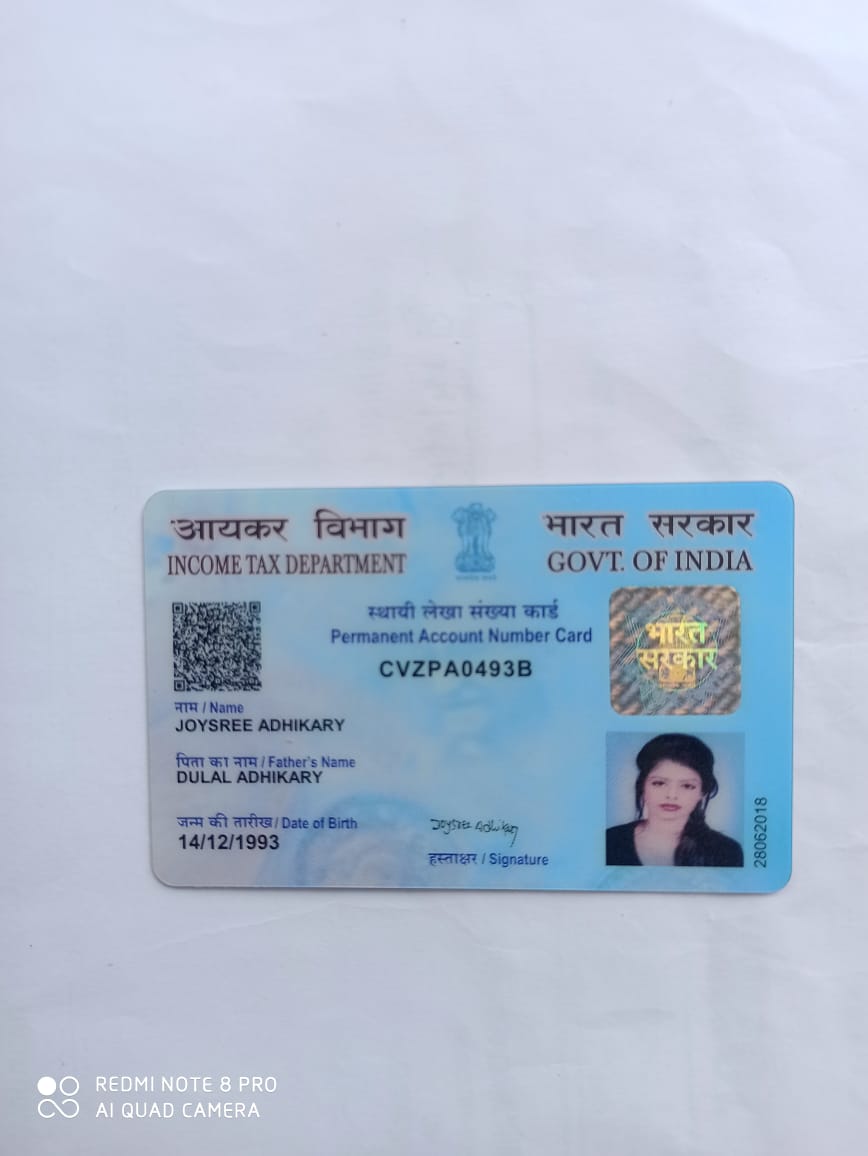 आयकर विभाग
INCOME TAX DEPARTMENT
भारत सरकार
GOVT. OF INDIA
स्थायी लेखा संख्या कार्ड
Permanent Account Number Card
CVZPA0493B
भारत
सरकार
नाम / Name
JOYSREE ADHIKARY
पिता का नाम / Father's Name
DULAL ADHIKARY
जन्म की तारीख / Date of Birth
14/12/1993
Joysree Adhikary
हस्ताक्षर / Signature
28062018
REDMI NOTE 8 PRO
AI QUAD CAMERA